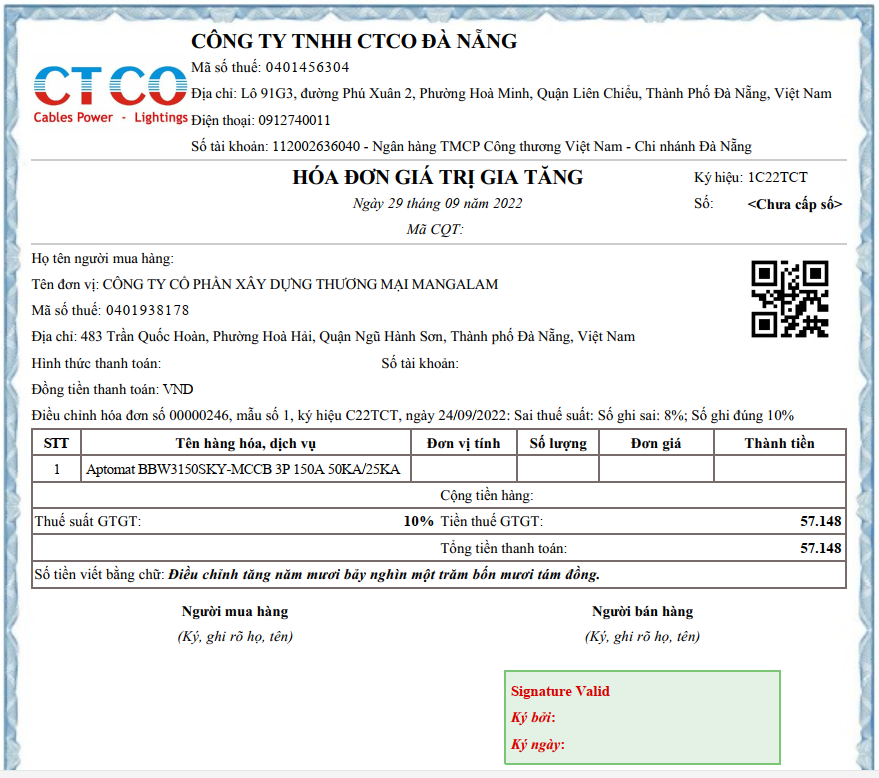 CÔNG TY TNHH CTCO ĐÀ NẴNG
CTCO
Cables Power - Lightings
Mã số thuế: 0401456304
Địa chỉ: Lô 91G3, đường Phú Xuân 2, Phường Hoà Minh, Quận Liên Chiểu, Thành Phố Đà Nẵng, Việt Nam
Điện thoại: 0912740011
Số tài khoản: 112002636040 - Ngân hàng TMCP Công thương Việt Nam - Chi nhánh Đà Nẵng
HÓA ĐƠN GIÁ TRỊ GIA TĂNG
Ký hiệu: 1C22TCT
Ngày 29 tháng 09 năm 2022
Số: <Chưa cấp số>
Mã CQT:
Họ tên người mua hàng:
Tên đơn vị: CÔNG TY CỔ PHẦN XÂY DỰNG THƯƠNG MẠI MANGALAM
Mã số thuế: 0401938178
Địa chỉ: 483 Trần Quốc Hoàn, Phường Hoà Hải, Quận Ngũ Hành Sơn, Thành phố Đà Nẵng, Việt Nam
Hình thức thanh toán: Số tài khoản:
Đồng tiền thanh toán: VND
Điều chỉnh hóa đơn số 00000246, mẫu số 1, ký hiệu C22TCT, ngày 24/09/2022: Sai thuế suất: Số ghi sai: 8%; Số ghi đúng 10%
STT Tên hàng hóa, dịch vụ Đơn vị tính Số lượng Đơn giá Thành tiền
1 Aptomat BBW3150SKY-MCCB 3P 150A 50KA/25KA
Cộng tiền hàng:
Thuế suất GTGT: 10% Tiền thuế GTGT: 57.148
Tổng tiền thanh toán: 57.148
Số tiền viết bằng chữ: Điều chỉnh tăng năm mươi bảy nghìn một trăm bốn mươi tám đồng.
Người mua hàng Người bán hàng
(Ký, ghi rõ họ, tên) (Ký, ghi rõ họ, tên)
Signature Valid
Ký bởi:
Ký ngày: